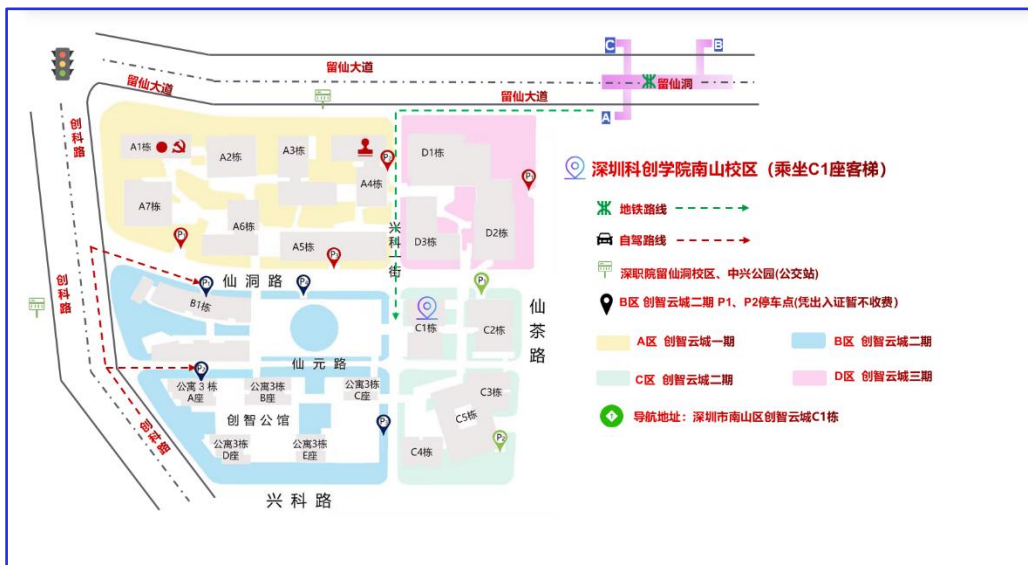 C
B
留仙大道
留仙洞
留仙大道
留仙大道
A
创科路
A1栋
A2栋
A3栋
A4栋
D1栋
深圳科创学院南山校区（乘坐C1座客梯）
地铁路线
A7栋
A6栋
A5栋
兴科一街
D3栋
D2栋
自驾路线
深职院留仙洞校区、中兴公园(公交站)
仙洞路
创科路
B1栋
C1栋
C2栋
仙茶路
B区 创智云城二期 P1、P2停车点(凭出入证暂不收费）
A区 创智云城一期
B区 创智云城二期
仙元路
C区 创智云城二期
D区 创智云城三期
公寓３栋
A座
公寓3栋
B座
公寓3栋
C座
C3栋
创智公馆
C5栋
导航地址：深圳市南山区创智云城C1栋
创科路
公寓3栋
D座
公寓3栋
E座
C4栋
兴科路